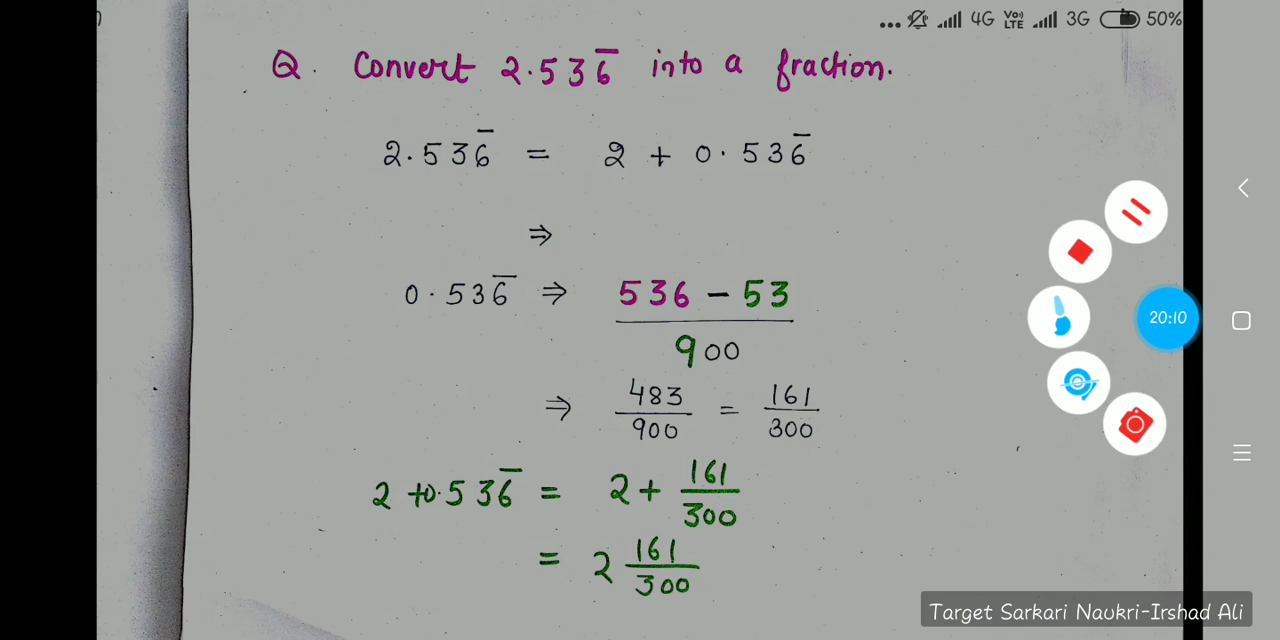 ... 4G VoO LTE 3G 50%
Q. Convert 2.536̅ into a fraction.
2.536̅ = 2 + 0.536̅
⇒
0.536̅ ⇒ 536 − 53
900
⇒ 483/900 = 161/300
2 + 0.536̅ = 2 + 161/300
= 2 161/300
20:10
Target Sarkari Naukri-Irshad Ali